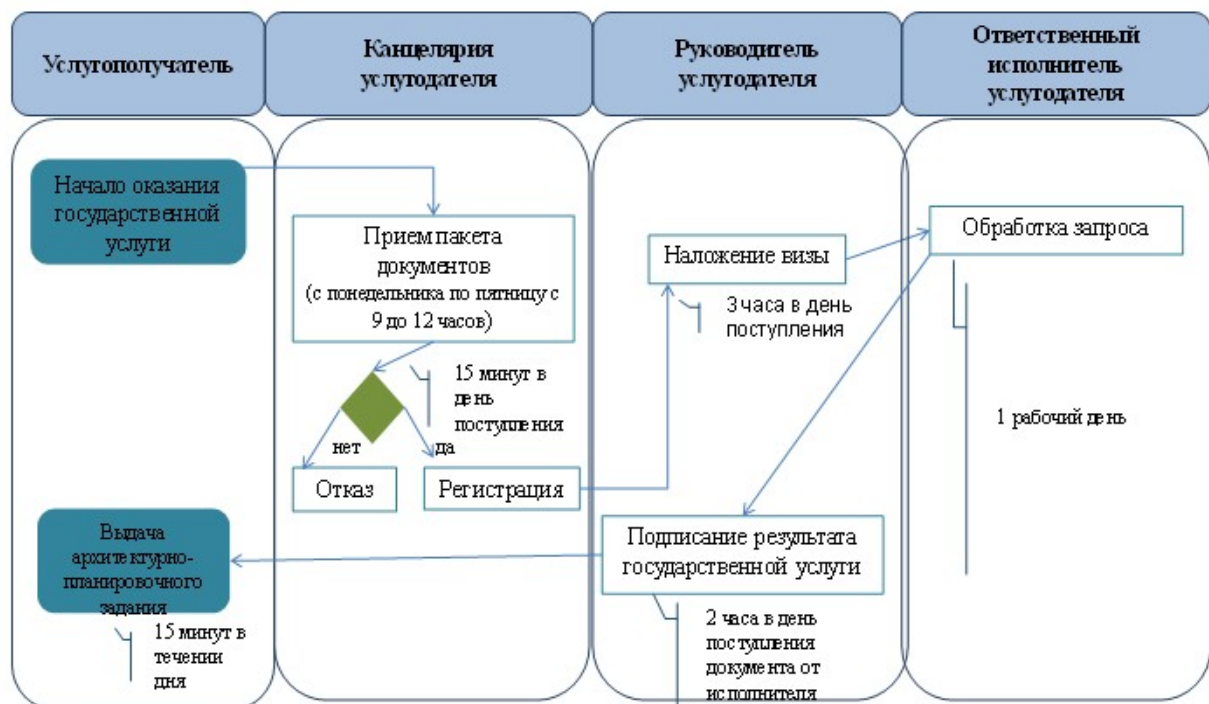 Услугополучатель
Канцелярия
услугодателя
Руководитель
услугодателя
Ответственный
исполнитель
услугодателя
Начало оказания
государственной
услуги
Прием пакета
документов
(с понедельника по пятницу с
9 до 12 часов)
15 минут в
день
поступления
нет
да
Отказ
Регистрация
Наложение визы
3 часа в день
поступления
Обработка запроса
1 рабочий день
Подписание результата
государственной услуги
2 часа в день
поступления
документа от
исполнителя
Выдача
архитектурно-
планировочного
задания
15 минут в
течении
дня